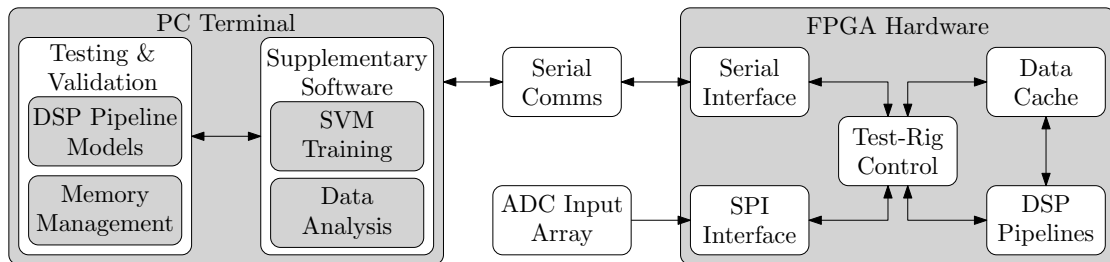 PC Terminal
Testing &
Validation
DSP Pipeline
Models
Memory
Management
Supplementary
Software
SVM
Training
Data
Analysis
Serial
Comms
ADC Input
Array
FPGA Hardware
Serial
Interface
SPI
Interface
Test-Rig
Control
Data
Cache
DSP
Pipelines